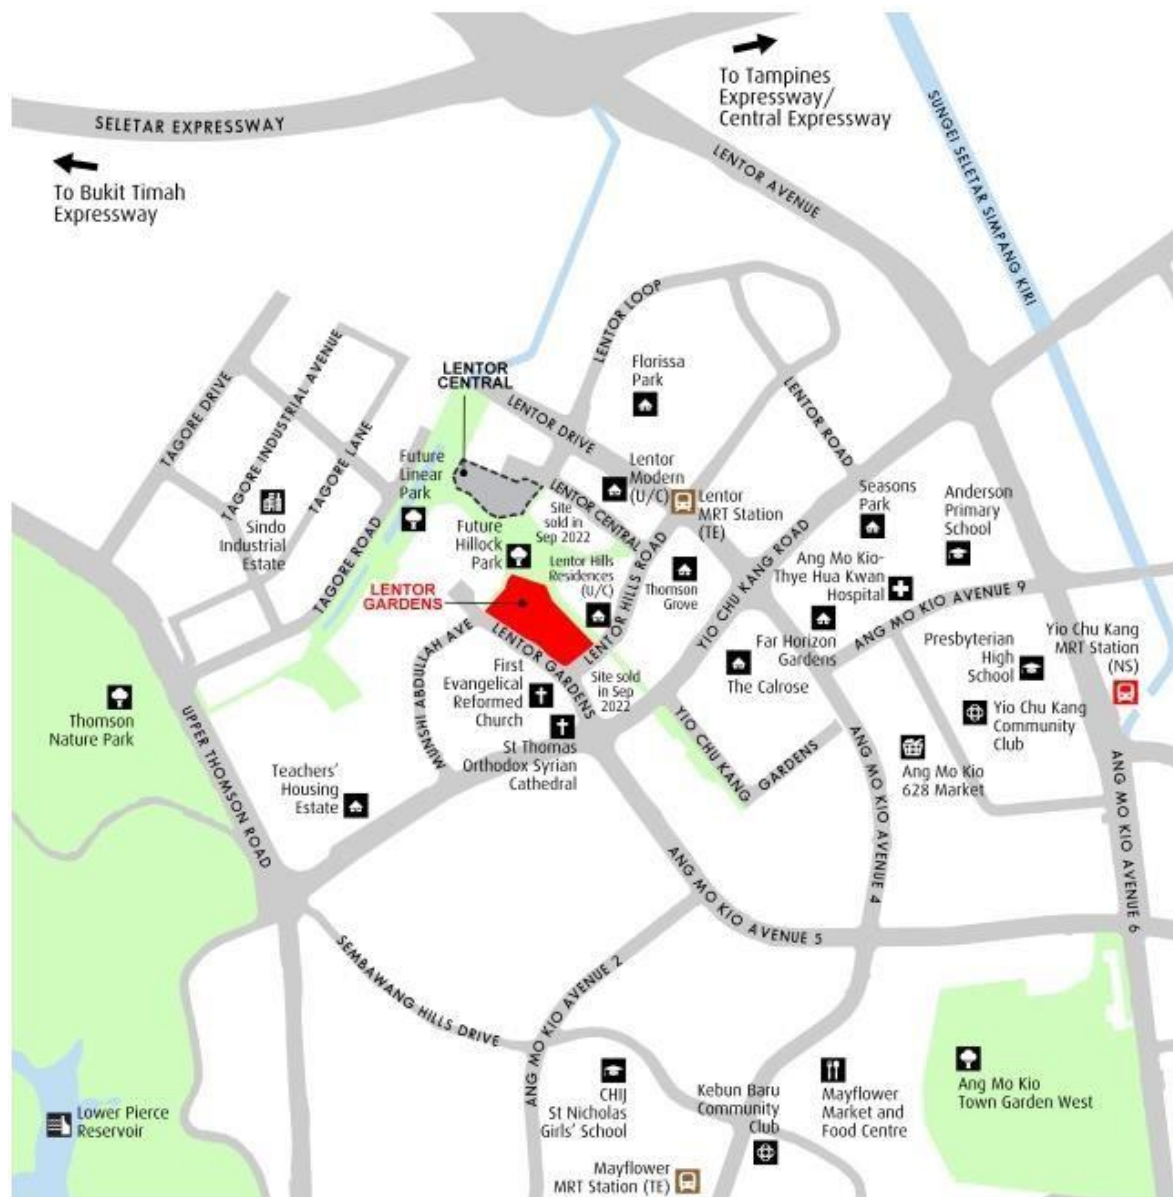 To Tampines
Expressway/
Central Expressway
SELETAR EXPRESSWAY
To Bukit Timah
Expressway
LENTOR AVENUE
SUNGEI SELETAR SIMPANG KIRI
LENTOR LOOP
Florissa
Park
LENTOR
CENTRAL
LENTOR DRIVE
LENTOR ROAD
TAGORE DRIVE
TAGORE INDUSTRIAL AVENUE
TAGORE LANE
TAGORE ROAD
Future
Linear
Park
Lentor
Modern
(U/C)
Lentor
MRT Station
(TE)
LENTOR CENTRAL
Site
sold in
Sep 2022
Seasons
Park
Anderson
Primary
School
Sindo
Industrial
Estate
Future
Hillock
Park
Lentor Hills
Residences
(U/C)
LENTOR HILLS ROAD
Thomson
Grove
YIO CHU KANG ROAD
Ang Mo Kio-
Thye Hua Kwan
Hospital
ANG MO KIO AVENUE 9
LENTOR
GARDENS
LENTOR GARDENS
MUNSHI ABDULLAH AVE
First
Evangelical
Reformed
Church
Site sold
in Sep
2022
Far Horizon
Gardens
The Calrose
Presbyterian
High
School
Yio Chu Kang
MRT Station
(NS)
Yio Chu Kang
Community
Club
Thomson
Nature Park
UPPER THOMSON ROAD
St Thomas
Orthodox Syrian
Cathedral
YIO CHU KANG
GARDENS
Teachers'
Housing
Estate
Ang Mo Kio
628 Market
ANG MO KIO AVENUE 4
ANG MO KIO AVENUE 6
ANG MO KIO AVENUE 5
SEMBAWANG HILLS DRIVE
ANG MO KIO AVENUE 2
CHIJ
St Nicholas
Girls' School
Kebun Baru
Community
Club
Mayflower
Market and
Food Centre
Ang Mo Kio
Town Garden West
Lower Pierce
Reservoir
Mayflower
MRT Station (TE)